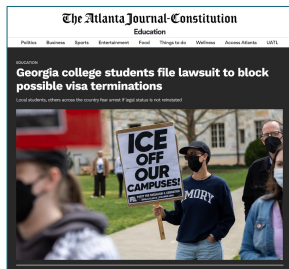 The Atlanta Journal-Constitution
Education
Politics Business Sports Entertainment Food Things to do Wellness Access Atlanta UATL
EDUCATION
Georgia college students file lawsuit to block
possible visa terminations
Local students, others across the country fear arrest if legal status is not reinstated
ICE
OFF
OUR
CAMPUSES!
EMORY